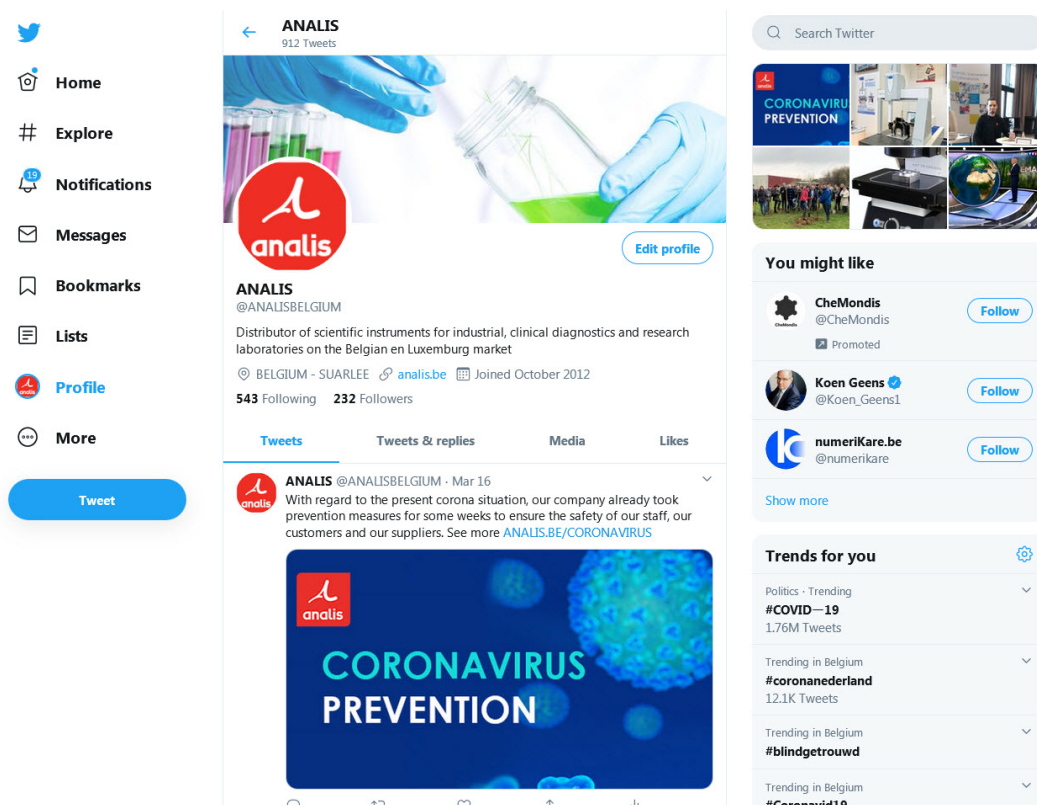 Home
Explore
19
Notifications
Messages
Bookmarks
Lists
analis
Profile
More
Tweet
ANALIS
912 Tweets
analis
Edit profile
ANALIS
@ANALISBELGIUM
Distributor of scientific instruments for industrial, clinical diagnostics and research
laboratories on the Belgian en Luxemburg market
BELGIUM - SUARLEE analis.be Joined October 2012
543 Following 232 Followers
Tweets Tweets & replies Media Likes
analis
ANALIS @ANALISBELGIUM · Mar 16
With regard to the present corona situation, our company already took
prevention measures for some weeks to ensure the safety of our staff, our
customers and our suppliers. See more ANALIS.BE/CORONAVIRUS
analis
CORONAVIRUS
PREVENTION
Search Twitter
analis
CORONAVIRU
PREVENTION
You might like
CheMondis
CheMondis
@CheMondis
Follow
Promoted
Koen Geens
@Koen_Geens1
Follow
numeriKare.be
@numerikare
Follow
Show more
Trends for you
Politics · Trending
#COVID—19
1.76M Tweets
Trending in Belgium
#coronanederland
12.1K Tweets
Trending in Belgium
#blindgetrouwd
Trending in Belgium
#Coronavid19